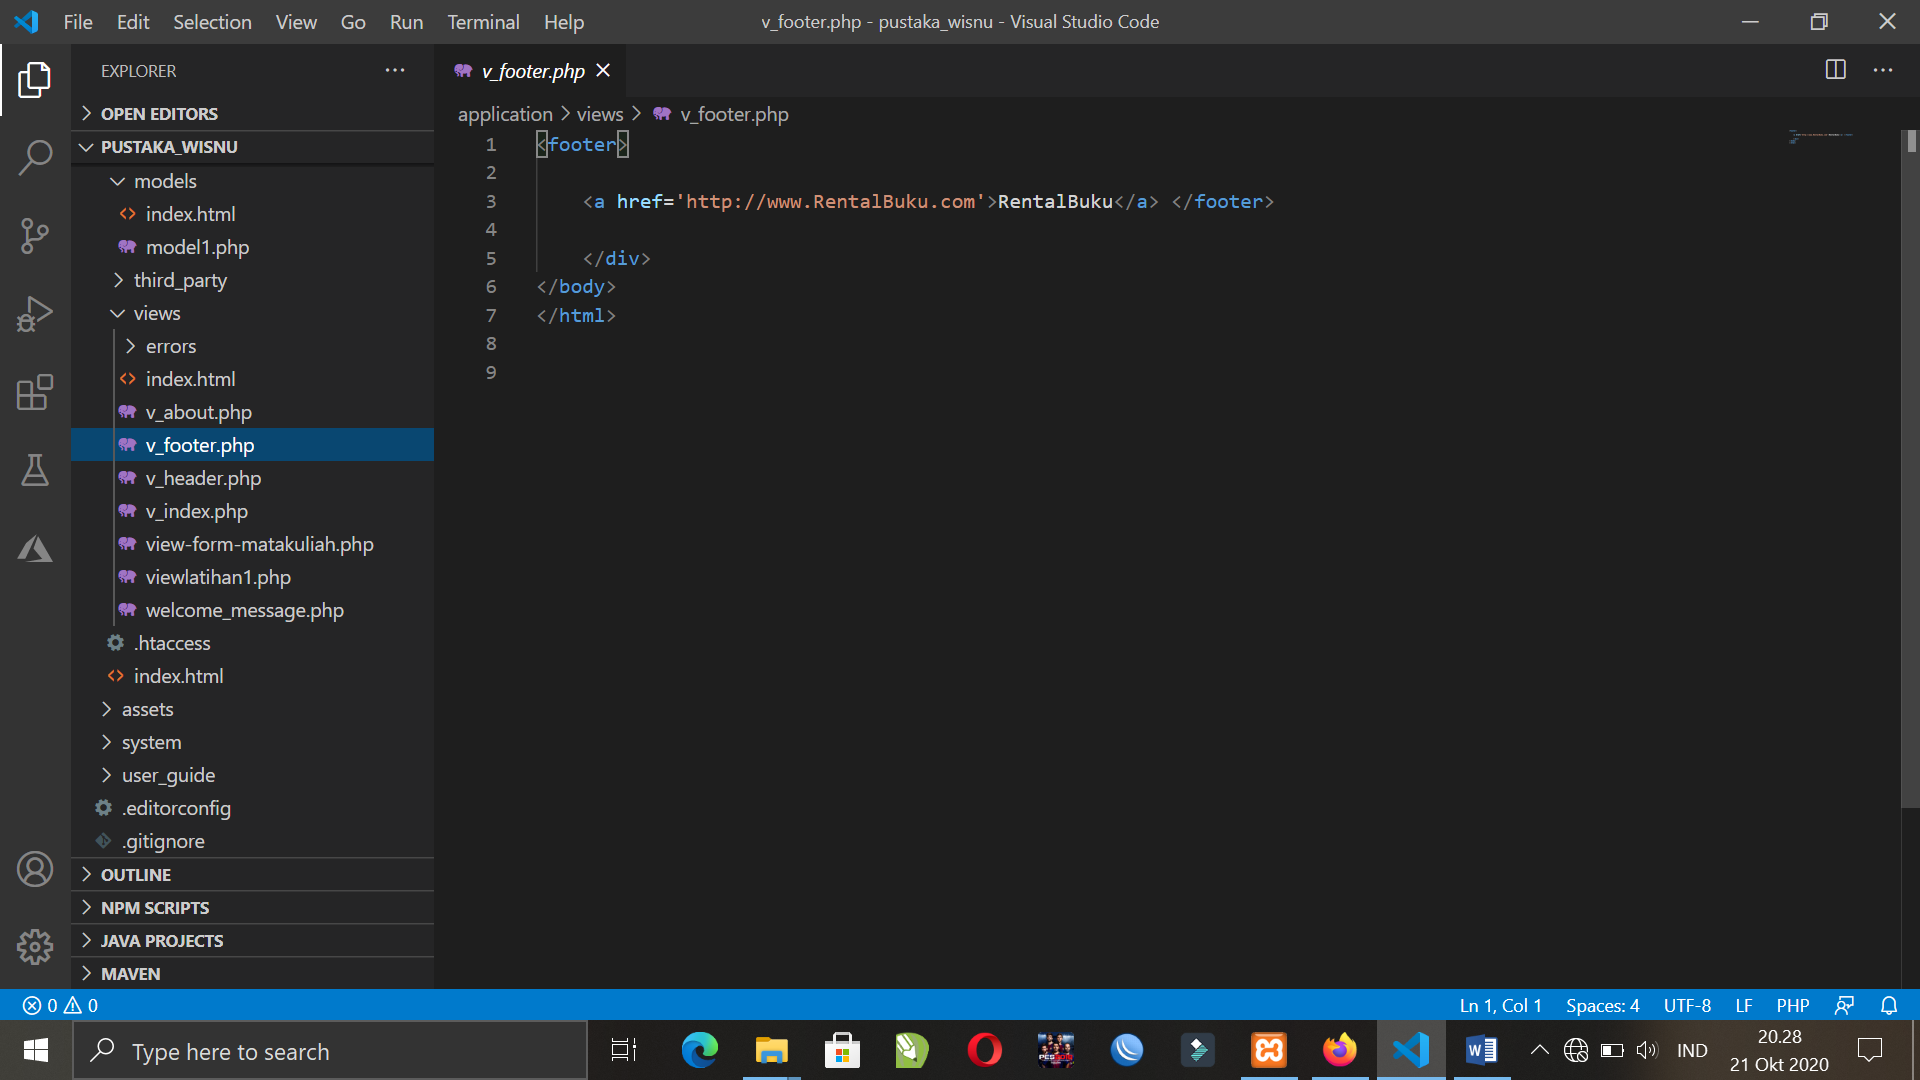 File Edit Selection View Go Run Terminal Help
v_footer.php - pustaka_wisnu - Visual Studio Code
EXPLORER
OPEN EDITORS
PUSTAKA_WISNU
models
index.html
model1.php
third_party
views
errors
index.html
v_about.php
v_footer.php
v_header.php
v_index.php
view-form-matakuliah.php
viewlatihan1.php
welcome_message.php
.htaccess
index.html
assets
system
user_guide
.editorconfig
.gitignore
OUTLINE
NPM SCRIPTS
JAVA PROJECTS
MAVEN
v_footer.php
application > views > v_footer.php
1 <footer>
2
3 <a href='http://www.RentalBuku.com'>RentalBuku</a> </footer>
4
5 </div>
6 </body>
7 </html>
8
9
0 0
Ln 1, Col 1 Spaces: 4 UTF-8 LF PHP
Type here to search
IND
20.28
21 Okt 2020